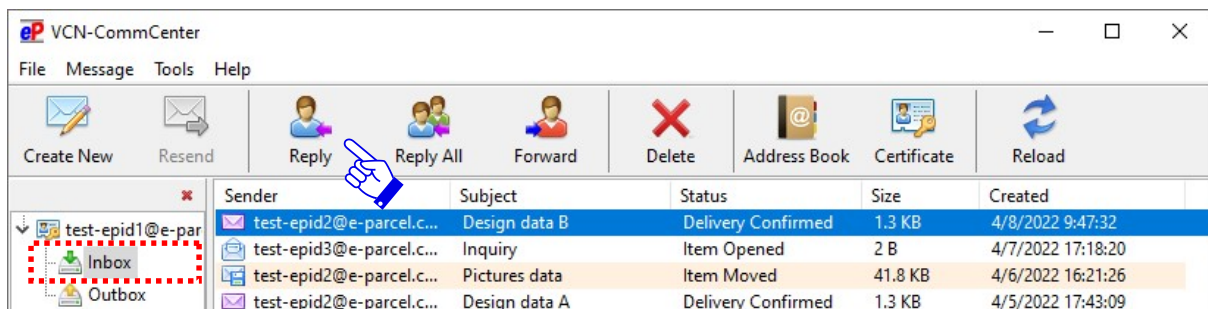 eP VCN-CommCenter
File Message Tools Help
Create New Resend Reply Reply All Forward Delete Address Book Certificate Reload
Sender Subject Status Size Created
test-epid1@e-par
Inbox
Outbox
test-epid2@e-parcel.c... Design data B Delivery Confirmed 1.3 KB 4/8/2022 9:47:32
test-epid3@e-parcel.c... Inquiry Item Opened 2 B 4/7/2022 17:18:20
test-epid2@e-parcel.c... Pictures data Item Moved 41.8 KB 4/6/2022 16:21:26
test-epid2@e-parcel.c... Design data A Delivery Confirmed 1.3 KB 4/5/2022 17:43:09